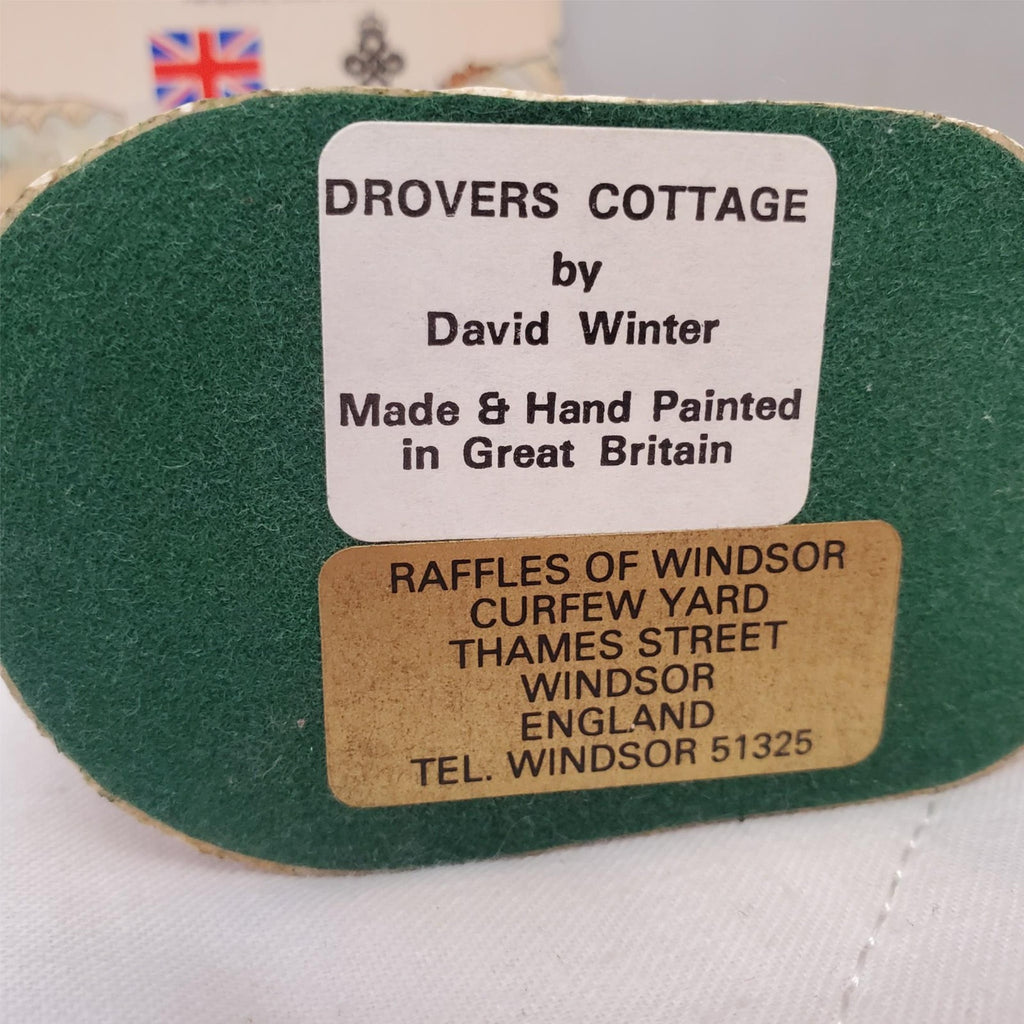 DROVERS COTTAGE
by
David Winter
Made & Hand Painted
in Great Britain
RAFFLES OF WINDSOR
CURFEW YARD
THAMES STREET
WINDSOR
ENGLAND
TEL. WINDSOR 51325